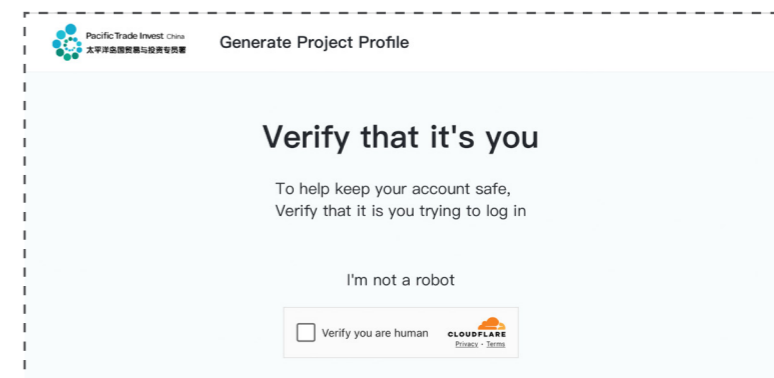 Pacific Trade Invest China
太平洋岛国贸易与投资专员署
Generate Project Profile
Verify that it's you
To help keep your account safe,
Verify that it is you trying to log in
I'm not a robot
Verify you are human
CLOUDFLARE
Privacy - Terms